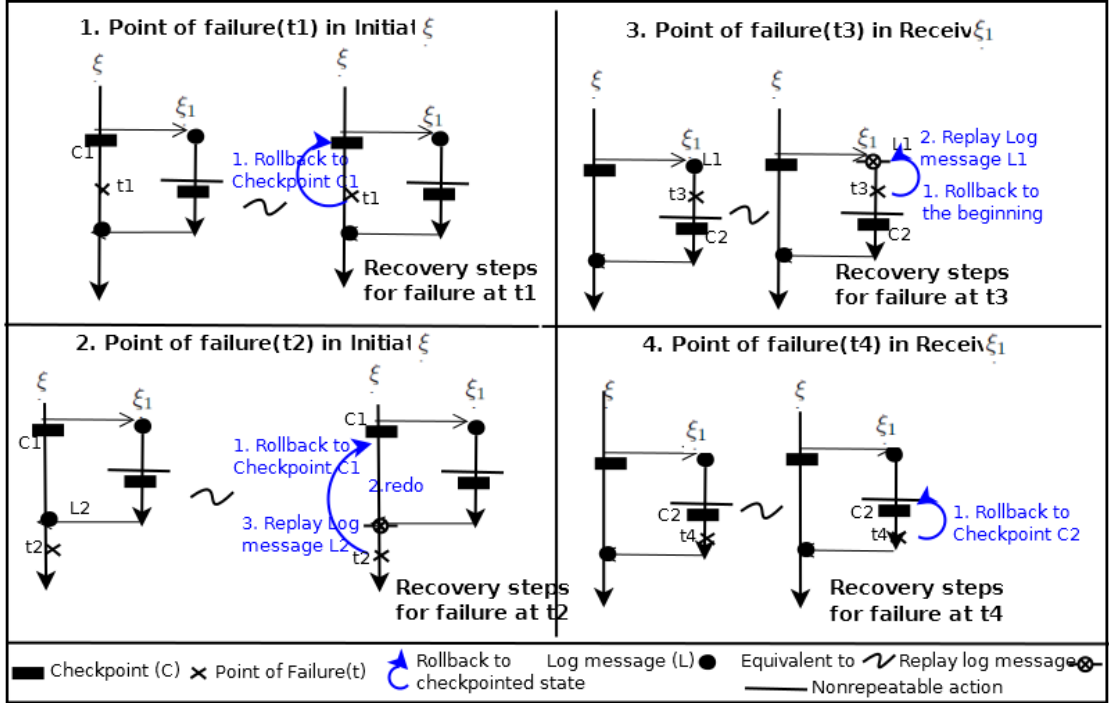 1. Point of failure(t1) in Initiat ξ
ξ
ξ1
C1
t1
ξ
ξ1
1. Rollback to
Checkpoint C1
t1
Recovery steps
for failure at t1
3. Point of failure(t3) in Receiv ξ1
ξ
ξ1
L1
t3
C2
ξ
ξ1
L1
2. Replay Log
message L1
t3
1. Rollback to
the beginning
C2
Recovery steps
for failure at t3
2. Point of failure(t2) in Initiat ξ
ξ
ξ1
C1
L2
t2
ξ
ξ1
C1
1. Rollback to
Checkpoint C1
2.redo
3. Replay Log
message L2
t2
Recovery steps
for failure at t2
4. Point of failure(t4) in Receiv ξ1
ξ
ξ1
C2
t4
ξ
ξ1
C2
t4
1. Rollback to
Checkpoint C2
Recovery steps
for failure at t4
Checkpoint (C)
Point of Failure(t)
Rollback to
checkpointed state
Log message (L)
Equivalent to
Replay log message
Nonrepeatable action